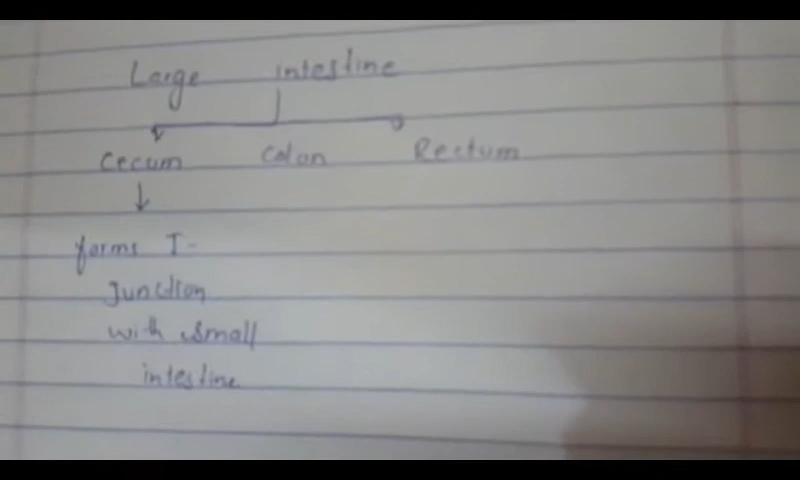 Large intestine
Cecum Colon Rectum
forms T-
Junction
with small
intestine